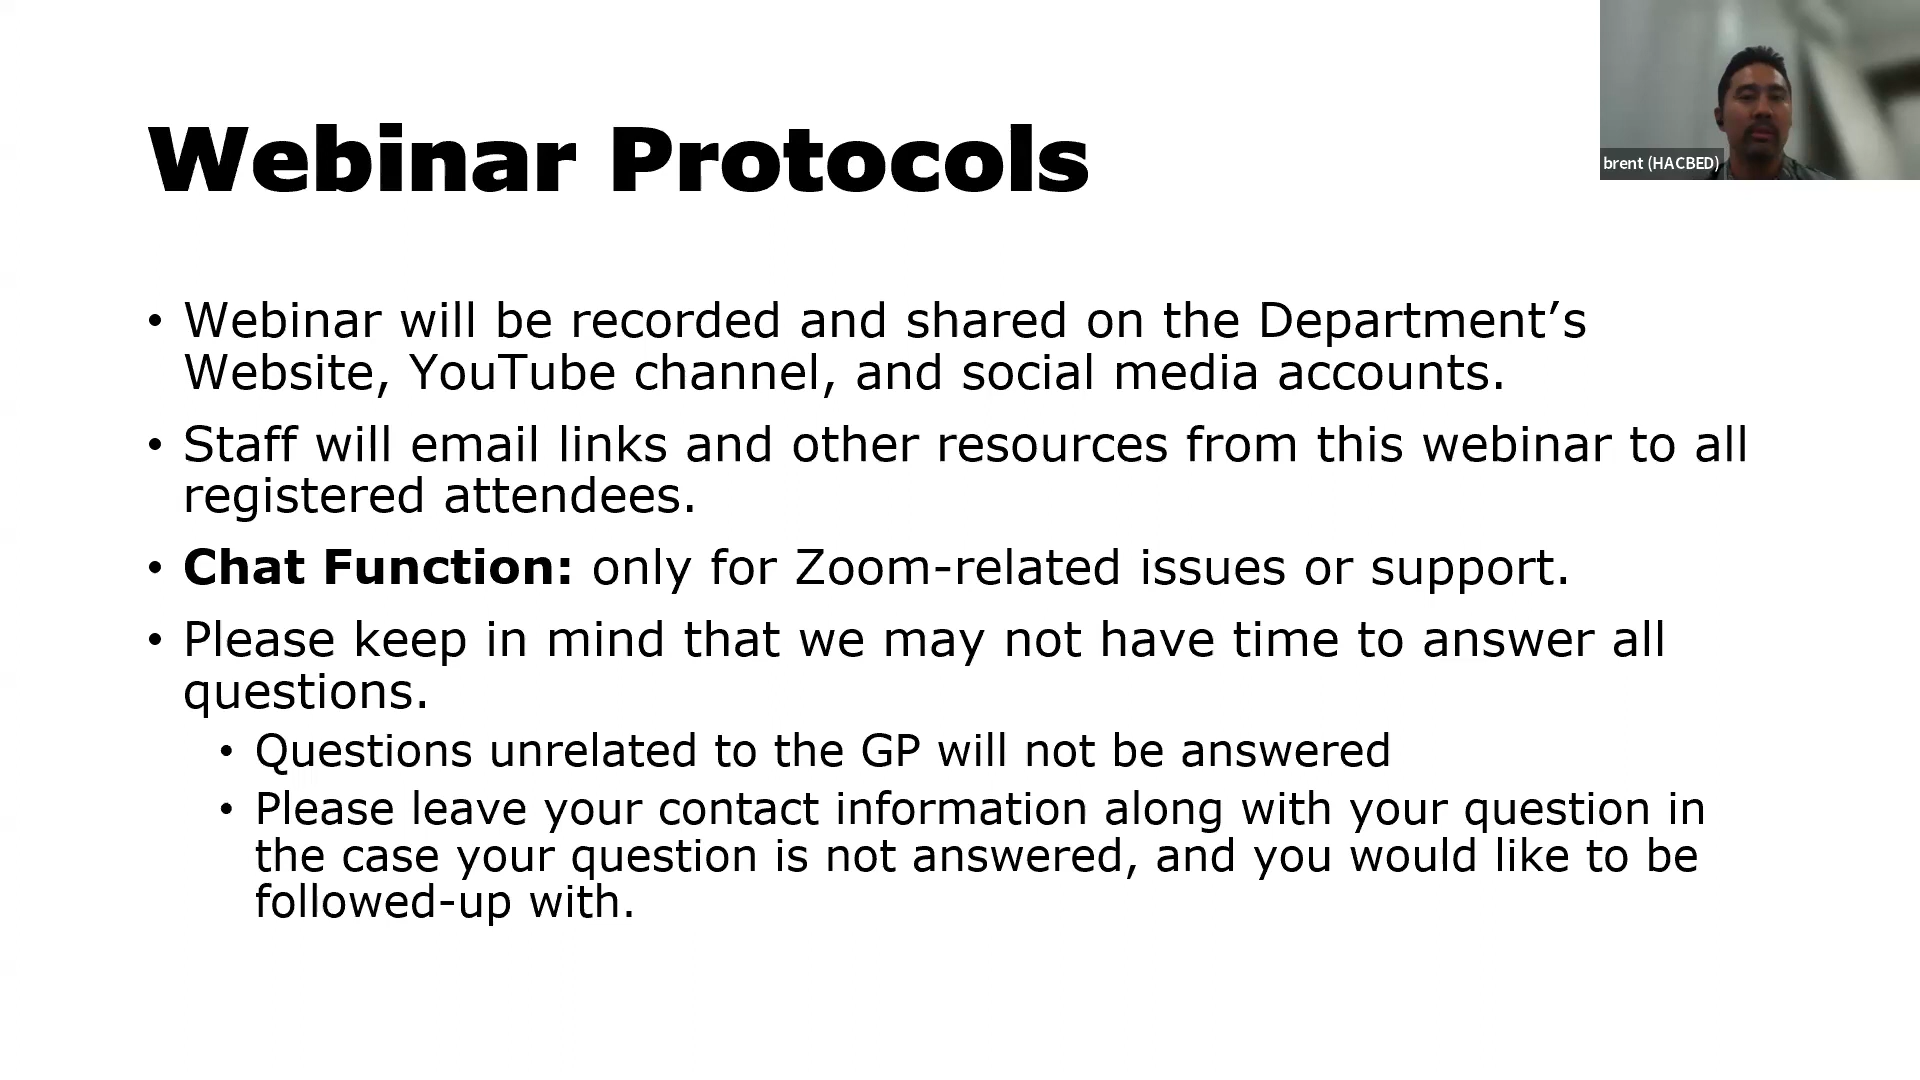 Webinar Protocols
brent (HACBED)
• Webinar will be recorded and shared on the Department’s
Website, YouTube channel, and social media accounts.
• Staff will email links and other resources from this webinar to all
registered attendees.
• Chat Function: only for Zoom-related issues or support.
• Please keep in mind that we may not have time to answer all
questions.
• Questions unrelated to the GP will not be answered
• Please leave your contact information along with your question in
the case your question is not answered, and you would like to be
followed-up with.